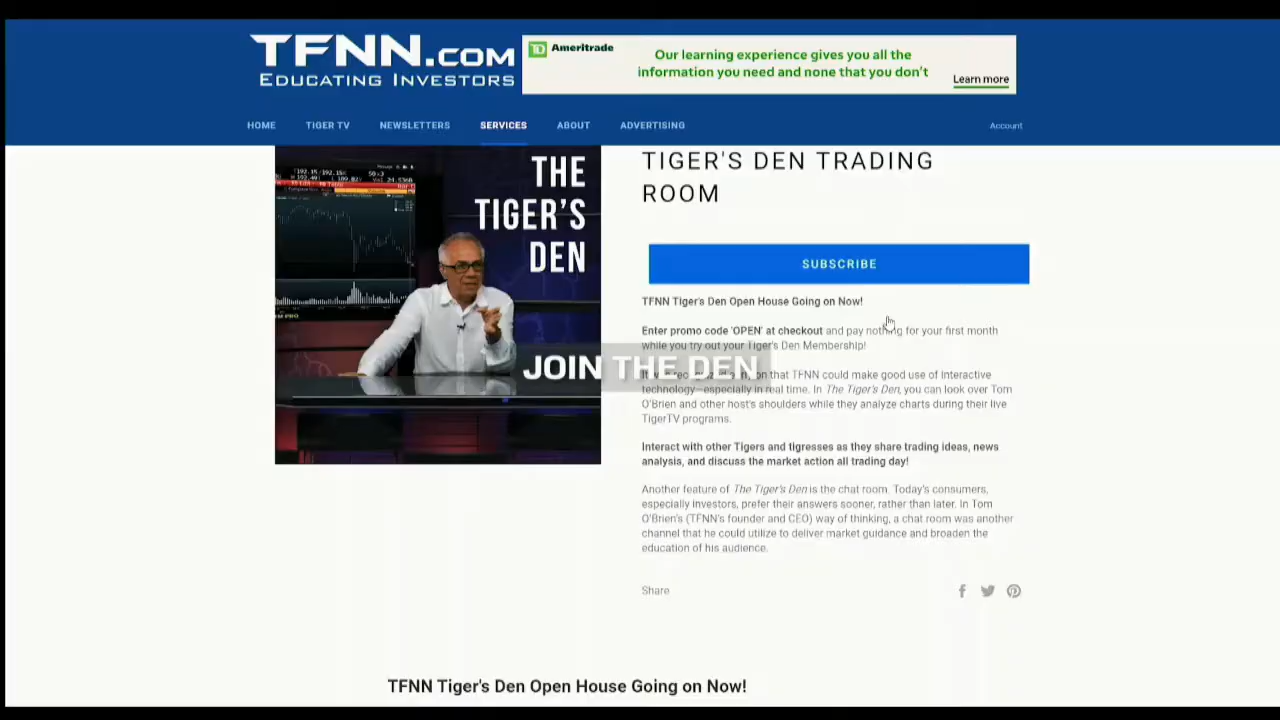 TFNN.COM
EDUCATING INVESTORS
TD Ameritrade
Our learning experience gives you all the
information you need and none that you don't
Learn more
HOME TIGER TV NEWSLETTERS SERVICES ABOUT ADVERTISING Account
THE
TIGER'S
DEN
TIGER'S DEN TRADING
ROOM
SUBSCRIBE
TFNN Tiger's Den Open House Going on Now!
Enter promo code 'OPEN' at checkout and pay nothing for your first month
while you try out your Tiger's Den Membership!
JOIN THE DEN
that TFNN could make good use of interactive
technology—especially in real time. In The Tiger's Den, you can look over Tom
O'Brien and other host's shoulders while they analyze charts during their live
TigerTV programs.
Interact with other Tigers and tigresses as they share trading ideas, news
analysis, and discuss the market action all trading day!
Another feature of The Tiger's Den is the chat room. Today's consumers,
especially investors, prefer their answers sooner, rather than later. In Tom
O'Brien's (TFNN's founder and CEO) way of thinking, a chat room was another
channel that he could utilize to deliver market guidance and broaden the
education of his audience.
Share
TFNN Tiger's Den Open House Going on Now!